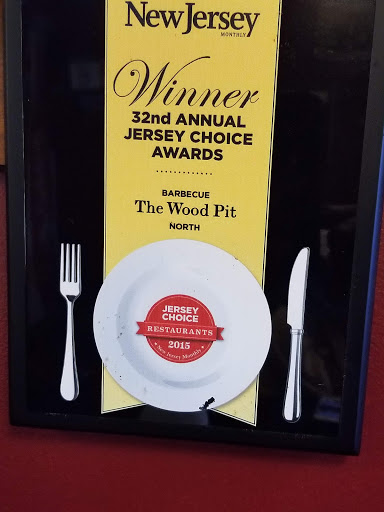 New Jersey
MONTHLY
Winner
32nd ANNUAL
JERSEY CHOICE
AWARDS
BARBECUE
The Wood Pit
NORTH
JERSEY
CHOICE
RESTAURANTS
2015
New Jersey Monthly